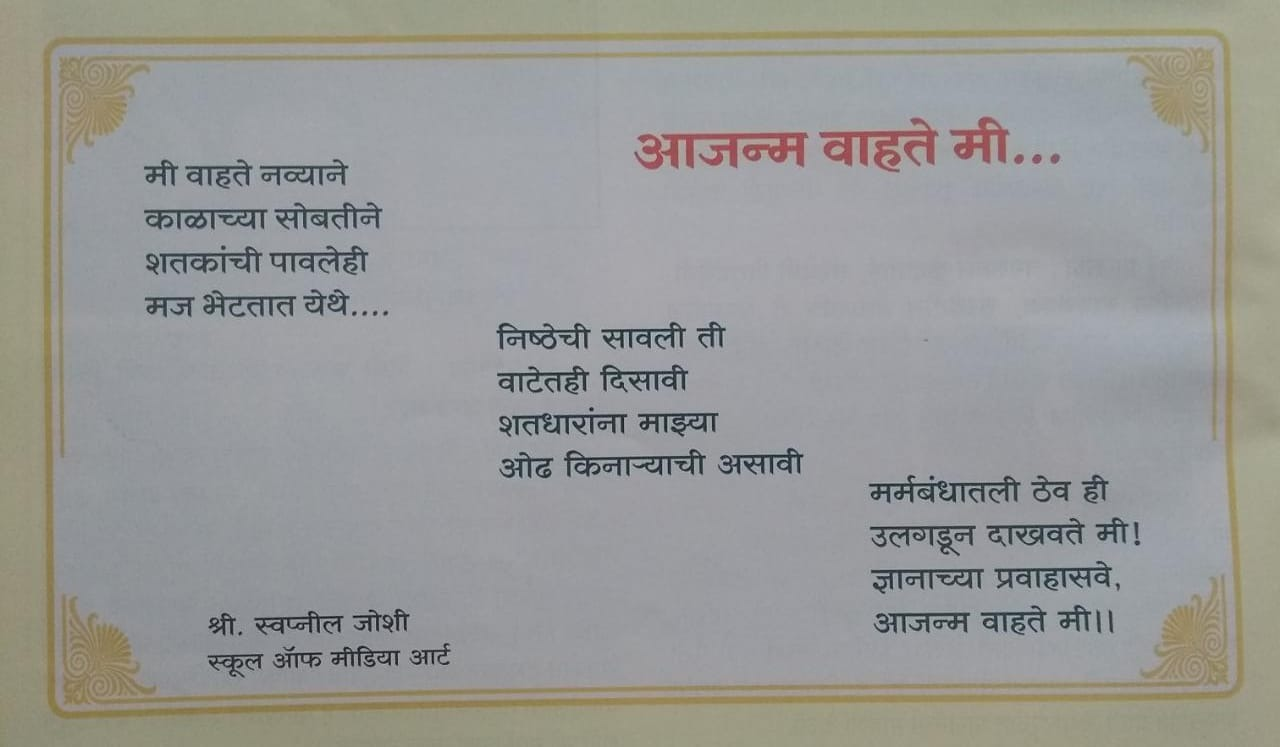 आजन्म वाहते मी...
मी वाहते नव्याने
काळाच्या सोबतीने
शतकांची पावलेही
मज भेटतात येथे....
निष्ठेची सावली ती
वाटेतही दिसावी
शतधारांना माझ्या
ओढ किनाऱ्याची असावी
मर्मबंधातली ठेव ही
उलगडून दाखवते मी!
ज्ञानाच्या प्रवाहासवे,
आजन्म वाहते मी।।
श्री. स्वप्नील जोशी
स्कूल ऑफ मीडिया आर्ट